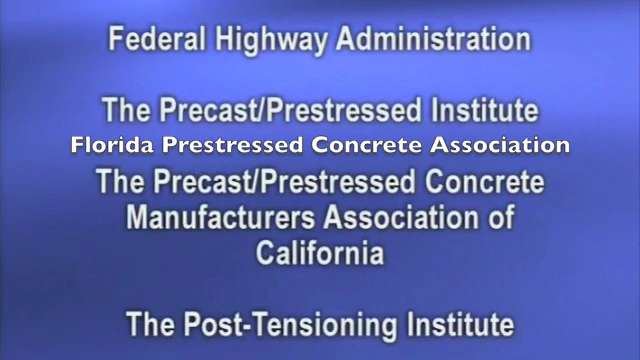 Federal Highway Administration
The Precast/Prestressed Institute
Florida Prestressed Concrete Association
The Precast/Prestressed Concrete
Manufacturers Association of
California
The Post-Tensioning Institute